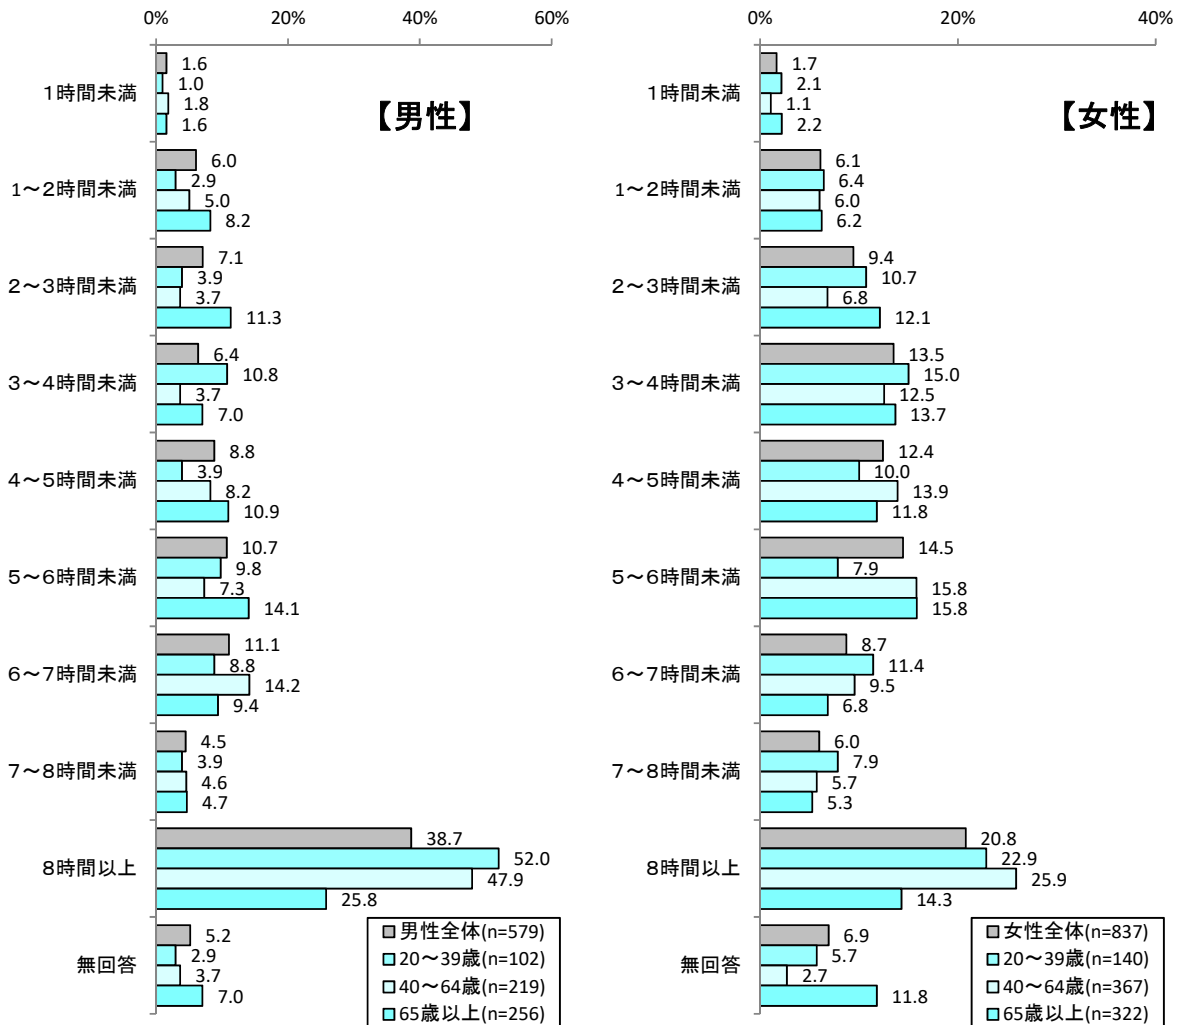 0%
20%
40%
60%
【男性】
1時間未満
1.6
1.0
1.8
1.6
1～2時間未満
6.0
2.9
5.0
8.2
2～3時間未満
7.1
3.9
3.7
11.3
3～4時間未満
6.4
10.8
3.7
7.0
4～5時間未満
8.8
3.9
8.2
10.9
5～6時間未満
10.7
9.8
7.3
14.1
6～7時間未満
11.1
8.8
14.2
9.4
7～8時間未満
4.5
3.9
4.6
4.7
8時間以上
38.7
52.0
47.9
25.8
無回答
5.2
2.9
3.7
7.0
男性全体(n=579)
20～39歳(n=102)
40～64歳(n=219)
65歳以上(n=256)
0%
20%
40%
【女性】
1時間未満
1.7
2.1
1.1
2.2
1～2時間未満
6.1
6.4
6.0
6.2
2～3時間未満
9.4
10.7
6.8
12.1
3～4時間未満
13.5
15.0
12.5
13.7
4～5時間未満
12.4
10.0
13.9
11.8
5～6時間未満
14.5
7.9
15.8
15.8
6～7時間未満
8.7
11.4
9.5
6.8
7～8時間未満
6.0
7.9
5.7
5.3
8時間以上
20.8
22.9
25.9
14.3
無回答
6.9
5.7
2.7
11.8
女性全体(n=837)
20～39歳(n=140)
40～64歳(n=367)
65歳以上(n=322)